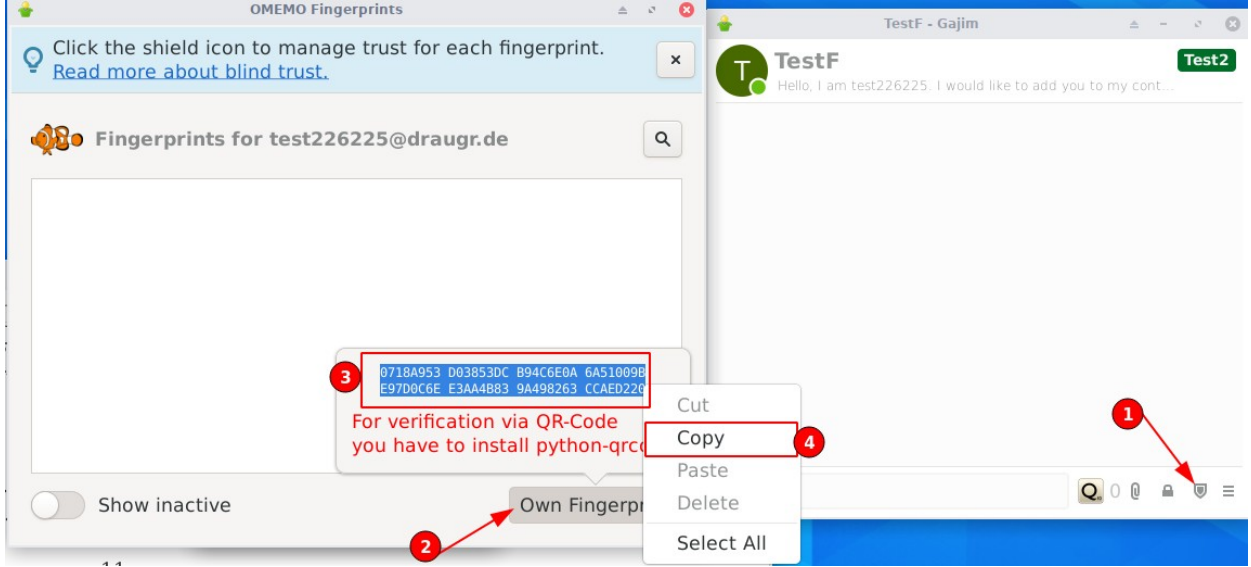 OMEMO Fingerprints
Click the shield icon to manage trust for each fingerprint.
Read more about blind trust.
Fingerprints for test226225@draugr.de
3
0718A953 D03853DC B94C6E0A 6A51009B
E97D0C6E E3AA4B83 9A498263 CCAED220
For verification via QR-Code
you have to install python-qrco
Show inactive
Own Fingerpr
2
Cut
Copy
4
Paste
Delete
Select All
TestF - Gajim
T
TestF
Test2
Hello, I am test226225. I would like to add you to my cont...
1
Q.
0
11